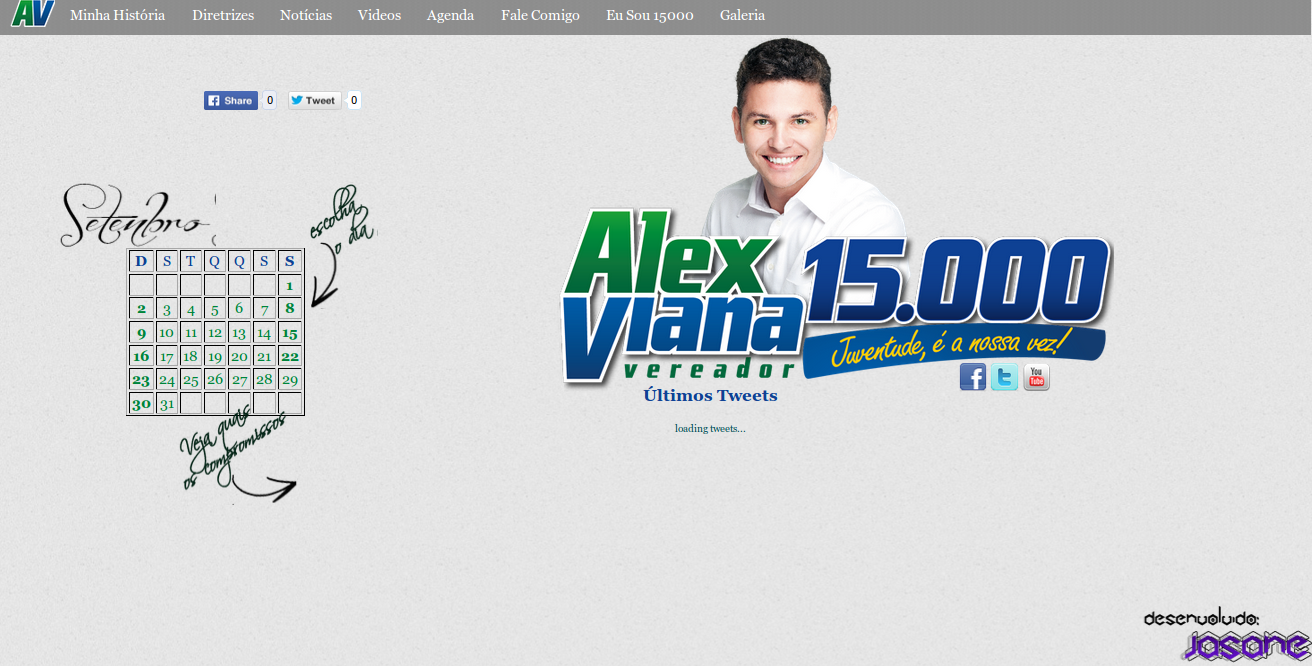 AV Minha História Diretrizes Notícias Videos Agenda Fale Comigo Eu Sou 15000 Galeria
Share 0 Tweet 0
Setenbro
escolha
o dia
D S T Q Q S S
1
2 3 4 5 6 7 8
9 10 11 12 13 14 15
16 17 18 19 20 21 22
23 24 25 26 27 28 29
30 31
Veja quais
os compromissos
Alex
Viana
vereador
15.000
Juventude, é a nossa vez!
You
Tube
Últimos Tweets
loading tweets...
desenvolvido:
Jasane